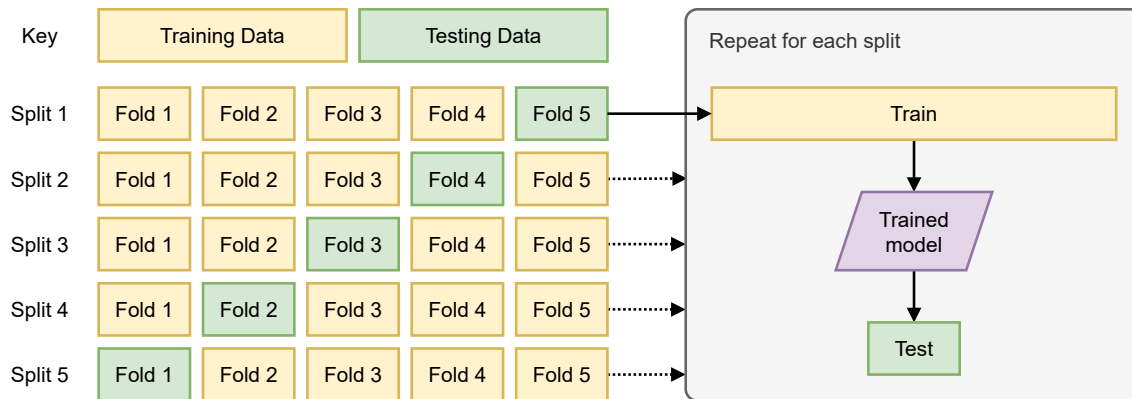 Key
Training Data
Testing Data
Repeat for each split
Split 1
Fold 1
Fold 2
Fold 3
Fold 4
Fold 5
Train
Split 2
Fold 1
Fold 2
Fold 3
Fold 4
Fold 5
Trained
model
Split 3
Fold 1
Fold 2
Fold 3
Fold 4
Fold 5
Split 4
Fold 1
Fold 2
Fold 3
Fold 4
Fold 5
Test
Split 5
Fold 1
Fold 2
Fold 3
Fold 4
Fold 5